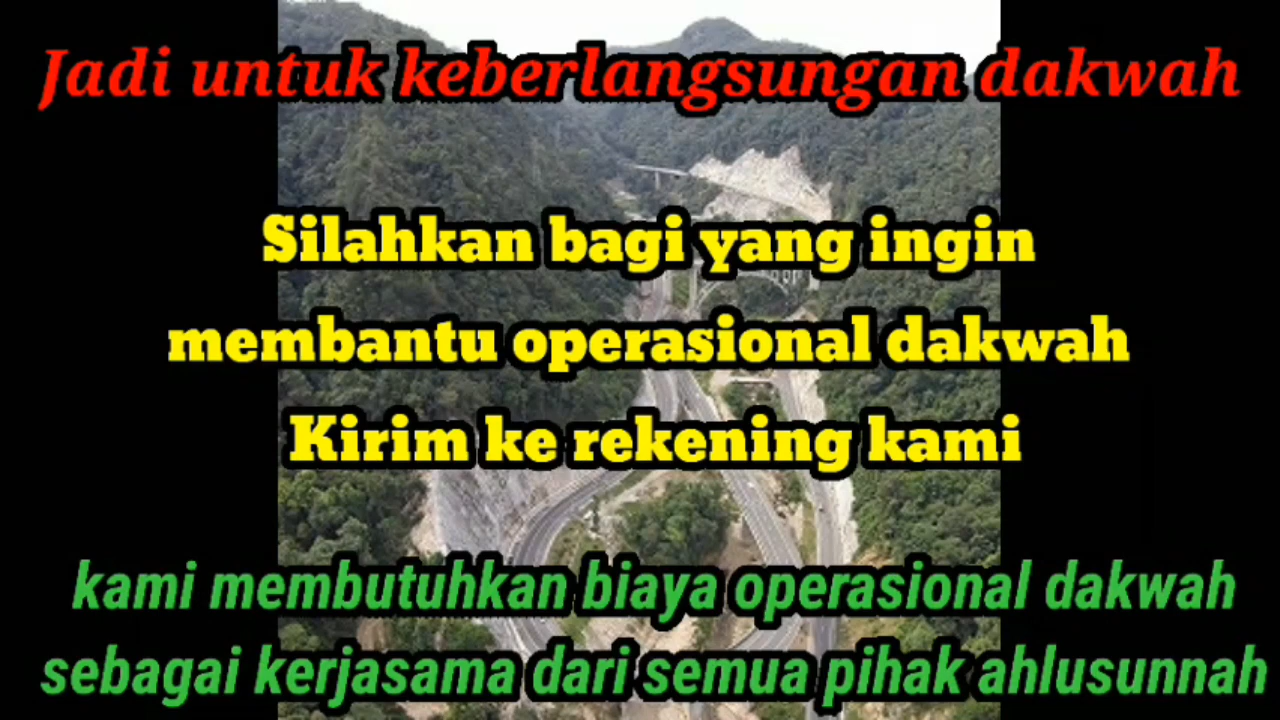 Jadi untuk keberlangsungan dakwah
Silahkan bagi yang ingin
membantu operasional dakwah
Kirim ke rekening kami
kami membutuhkan biaya operasional dakwah
sebagai kerjasama dari semua pihak ahlusunnah